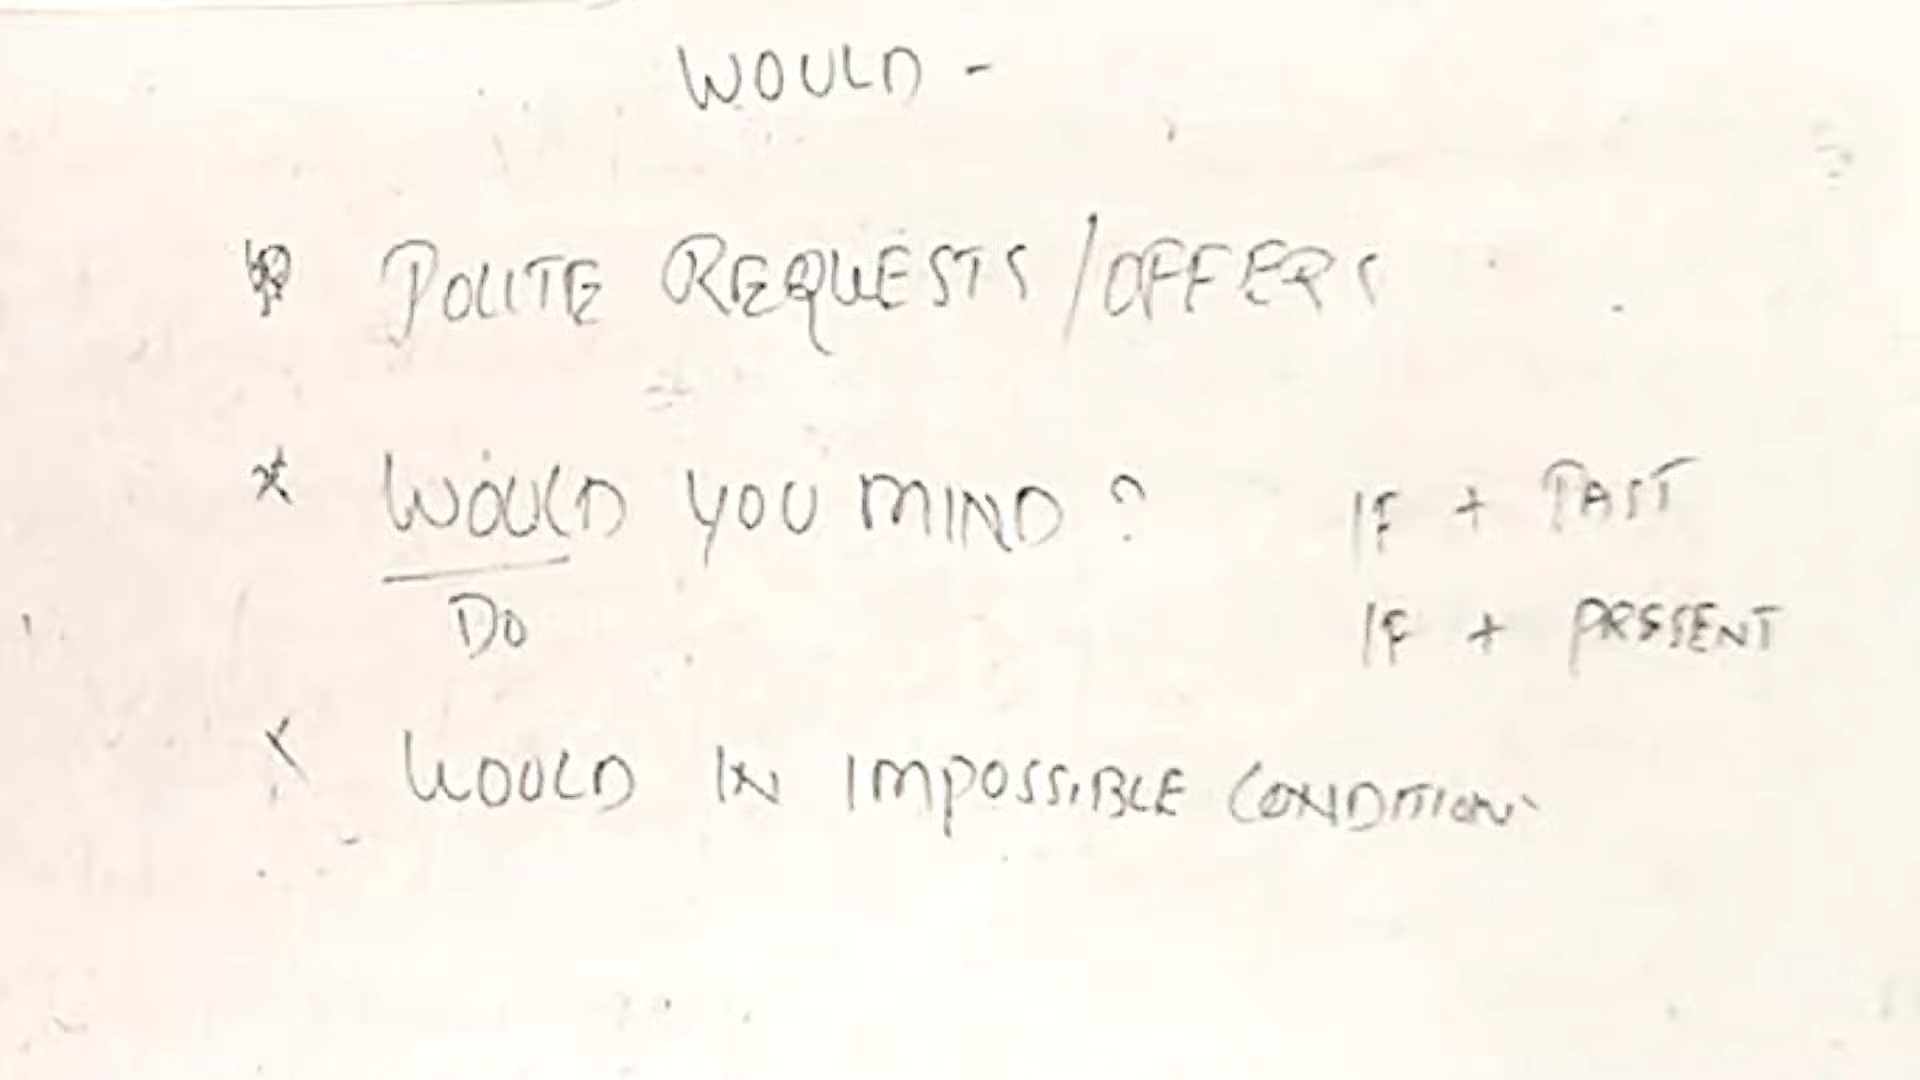 WOULD -
POLITE REQUESTS / OFFERS
* WOULD YOU MIND ? IF + PAST
DO IF + PRESENT
WOULD IN IMPOSSIBLE CONDITION